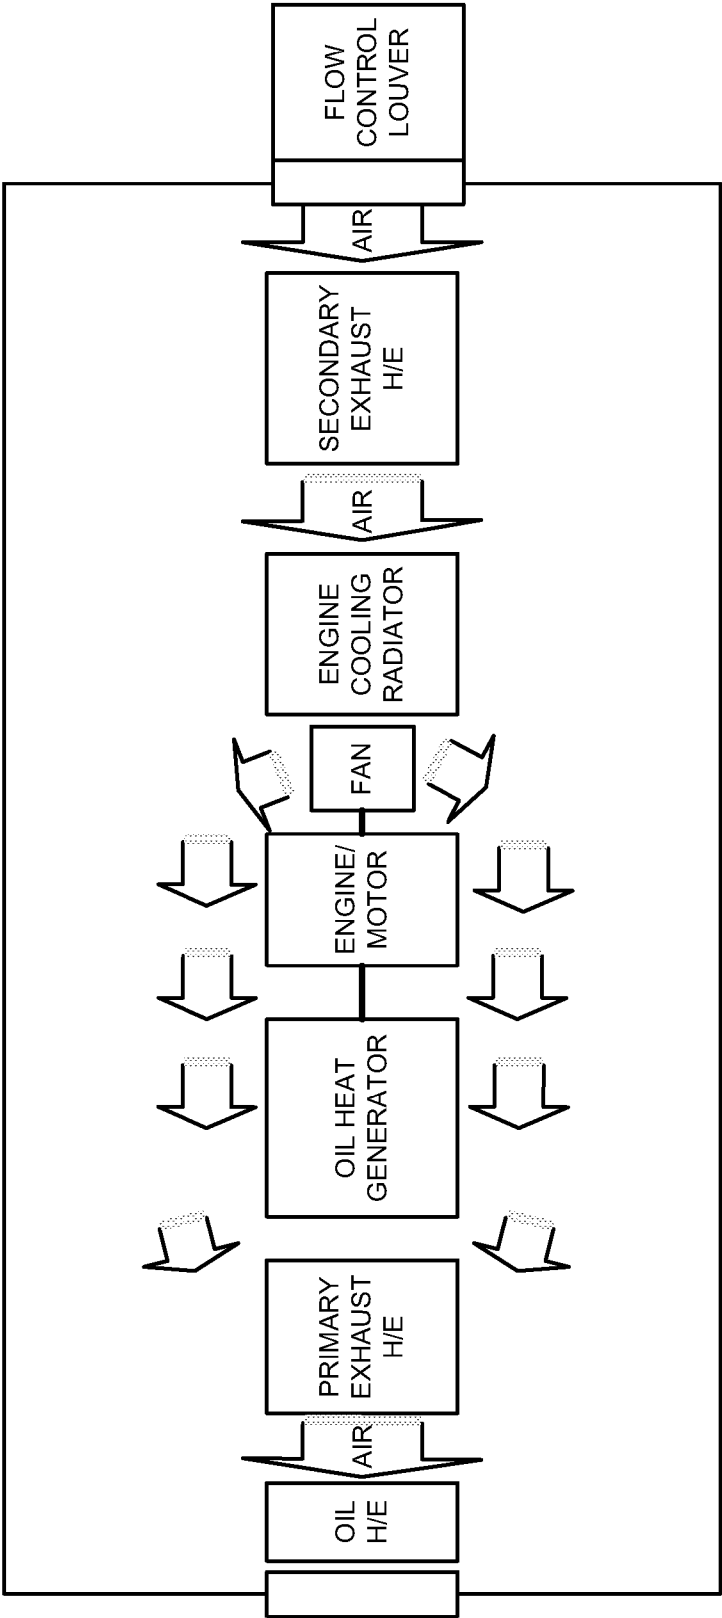 FLOW
CONTROL
LOUVER
AIR
SECONDARY
EXHAUST
H/E
AIR
ENGINE
COOLING
RADIATOR
FAN
ENGINE/
MOTOR
OIL HEAT
GENERATOR
PRIMARY
EXHAUST
H/E
AIR
OIL
H/E